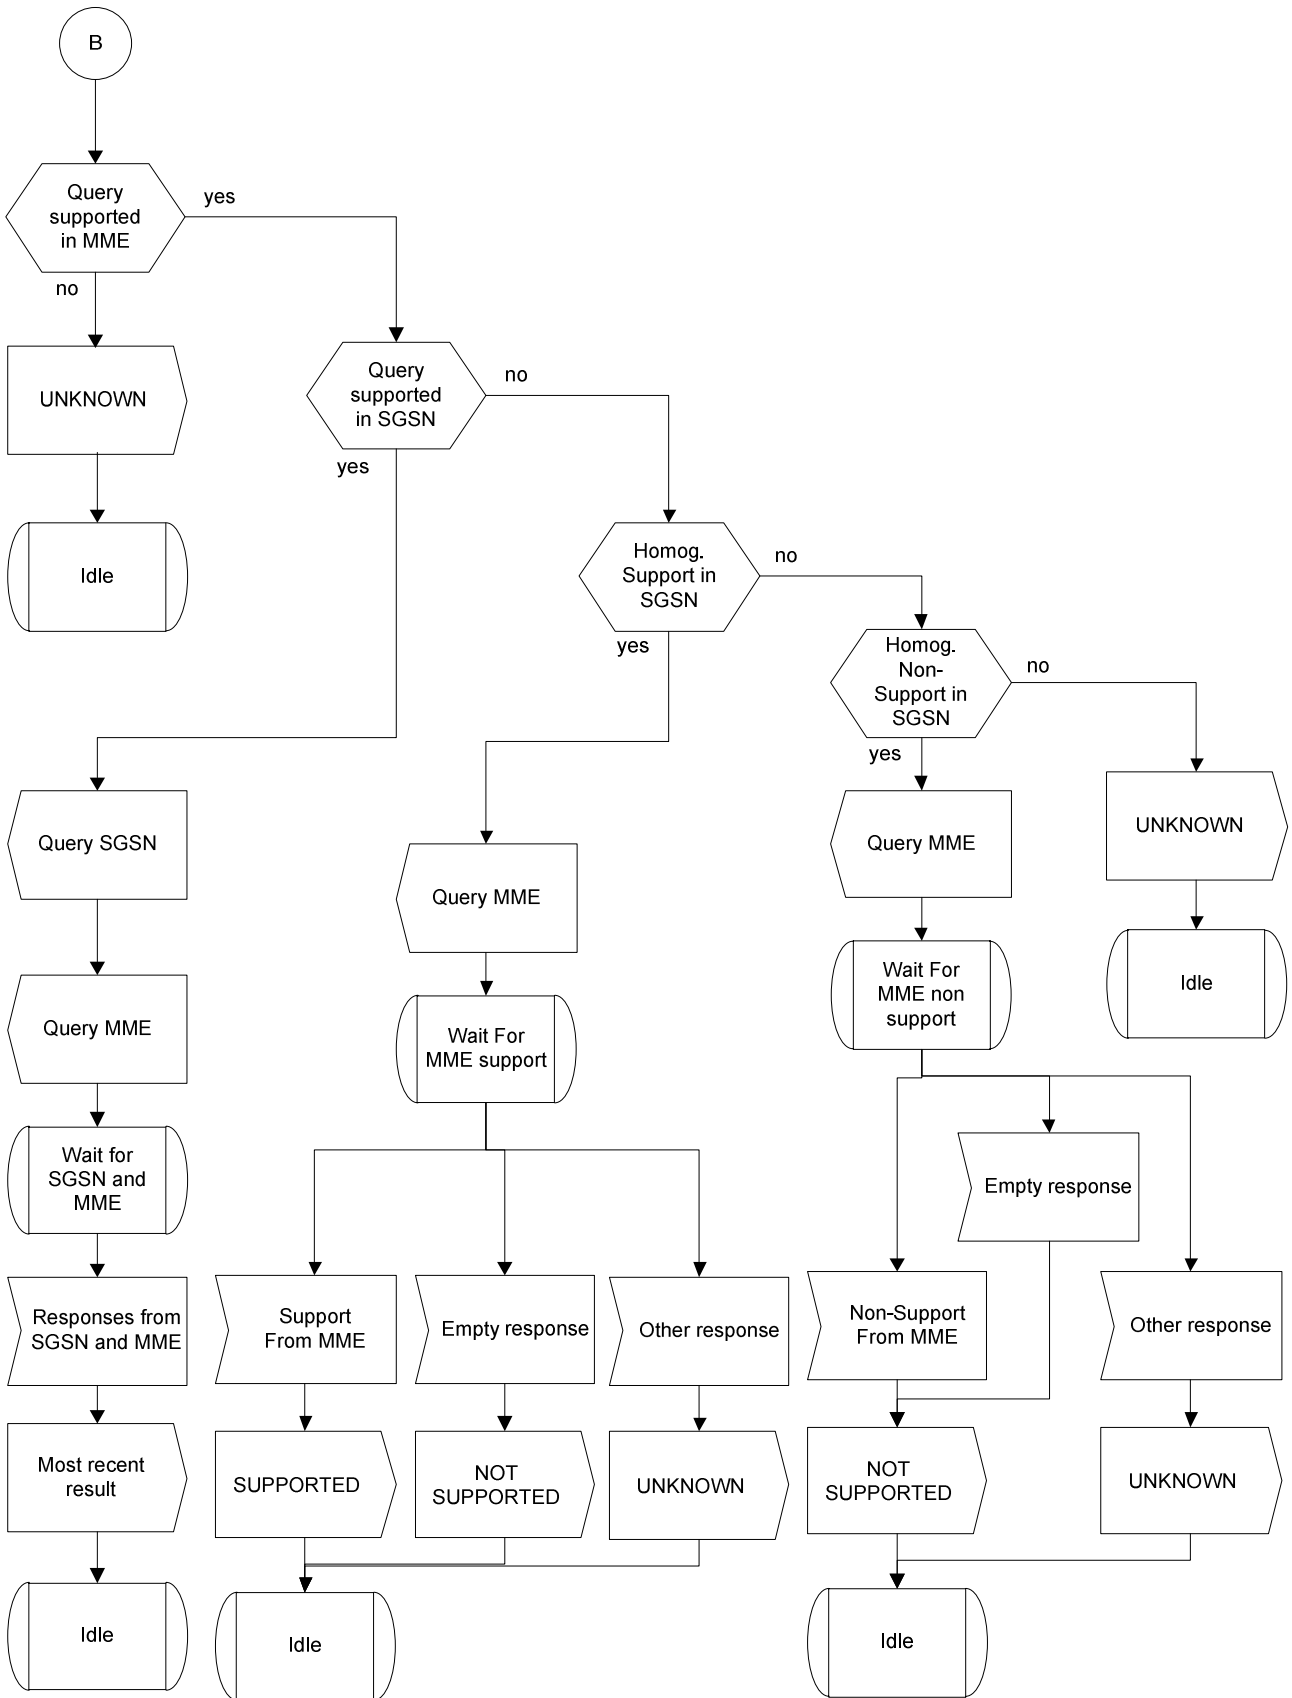 B
Query
supported
in MME
yes
no
UNKNOWN
Idle
Query
supported
in SGSN
no
yes
Homog.
Support in
SGSN
no
yes
Homog.
Non-
Support in
SGSN
no
yes
UNKNOWN
Idle
Query SGSN
Query MME
Wait for
SGSN and
MME
Responses from
SGSN and MME
Most recent
result
Idle
Query MME
Wait For
MME support
Support
From MME
Empty response
Other response
SUPPORTED
NOT
SUPPORTED
UNKNOWN
Idle
Query MME
Wait For
MME non
support
Empty response
Non-Support
From MME
Other response
NOT
SUPPORTED
UNKNOWN
Idle